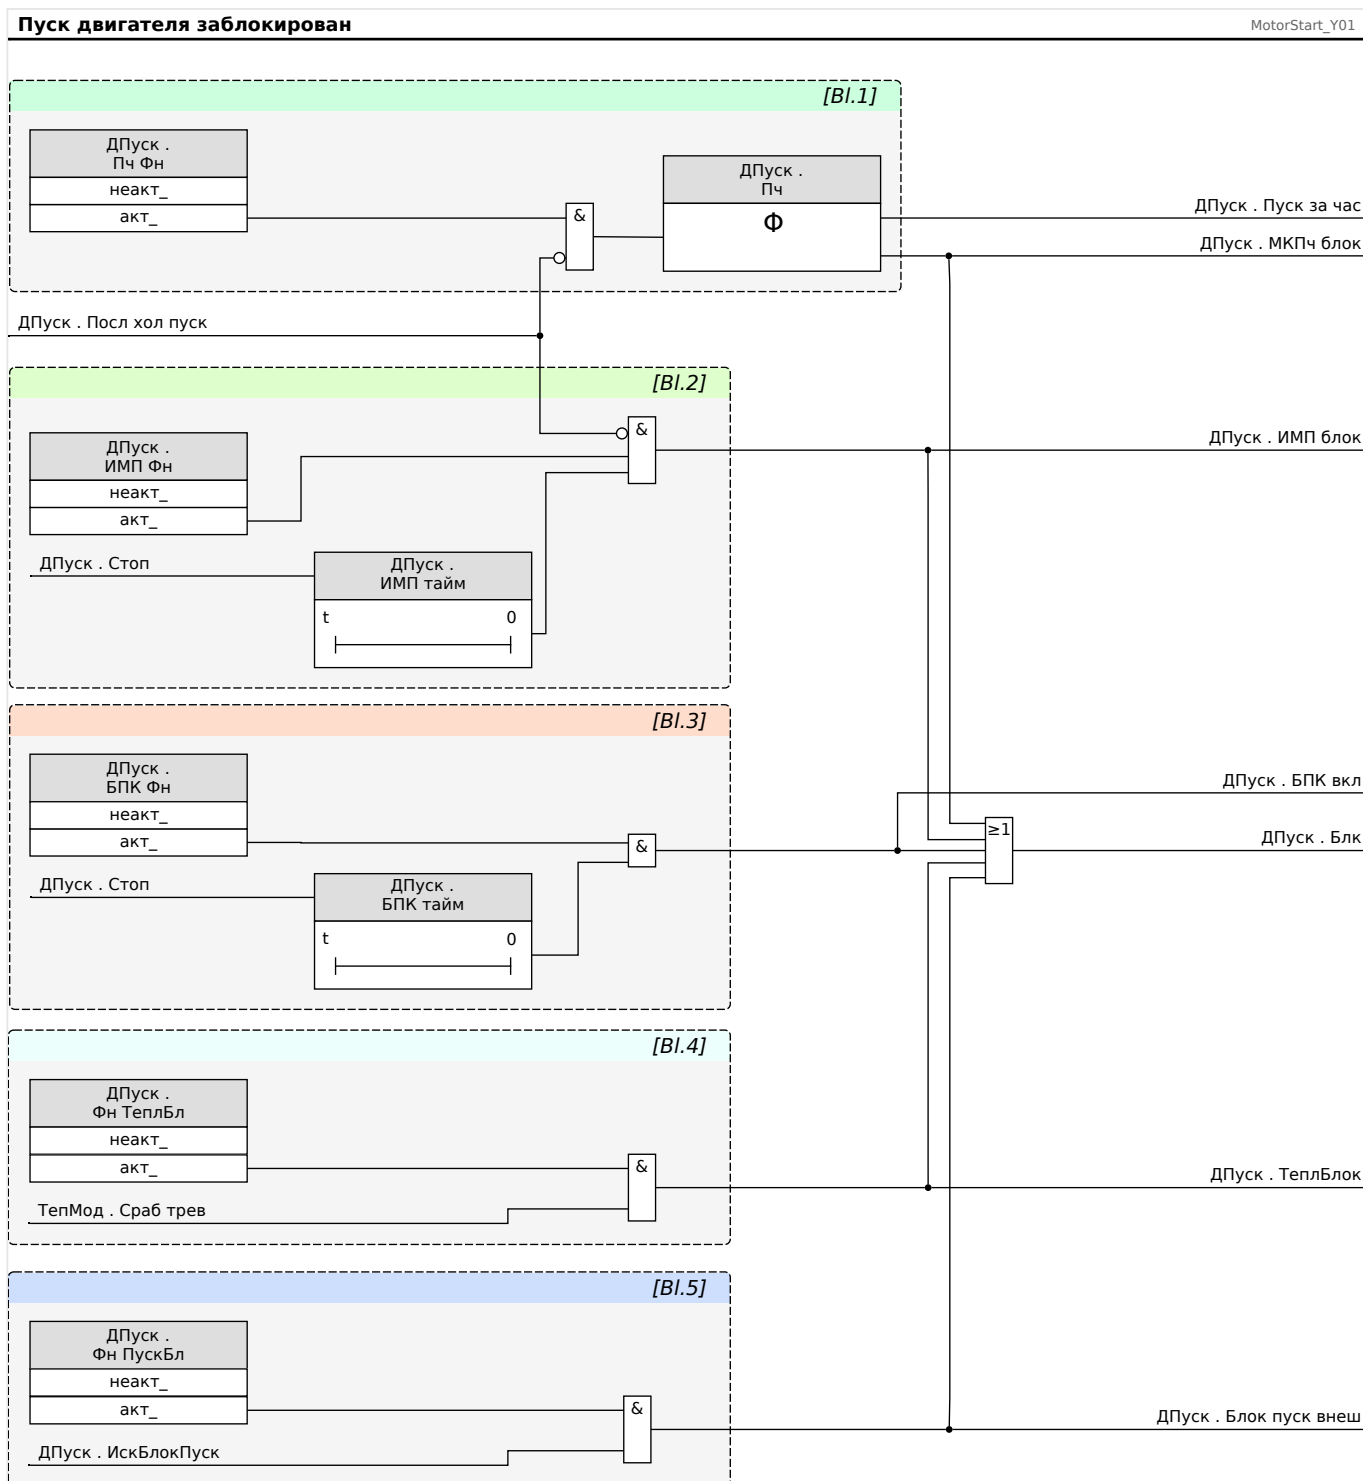 Пуск двигателя заблокирован
MotorStart_Y01
[Bl.1]
ДПуск .
Пч Фн
неакт_
акт_
&
ДПуск .
Пч
Ф
ДПуск . Пуск за час
ДПуск . МКПч блок
ДПуск . Посл хол пуск
[Bl.2]
ДПуск .
ИМП Фн
неакт_
акт_
&
ДПуск . ИМП блок
ДПуск . Стоп
ДПуск .
ИМП тайм
t 0
[Bl.3]
ДПуск .
БПК Фн
неакт_
акт_
&
ДПуск . БПК вкл
≥1
ДПуск . Блк
ДПуск . Стоп
ДПуск .
БПК тайм
t 0
[Bl.4]
ДПуск .
Фн ТеплБл
неакт_
акт_
&
ДПуск . ТеплБлок
ТепМод . Сраб трев
[Bl.5]
ДПуск .
Фн ПускБл
неакт_
акт_
&
ДПуск . Блок пуск внеш
ДПуск . ИскБлокПуск